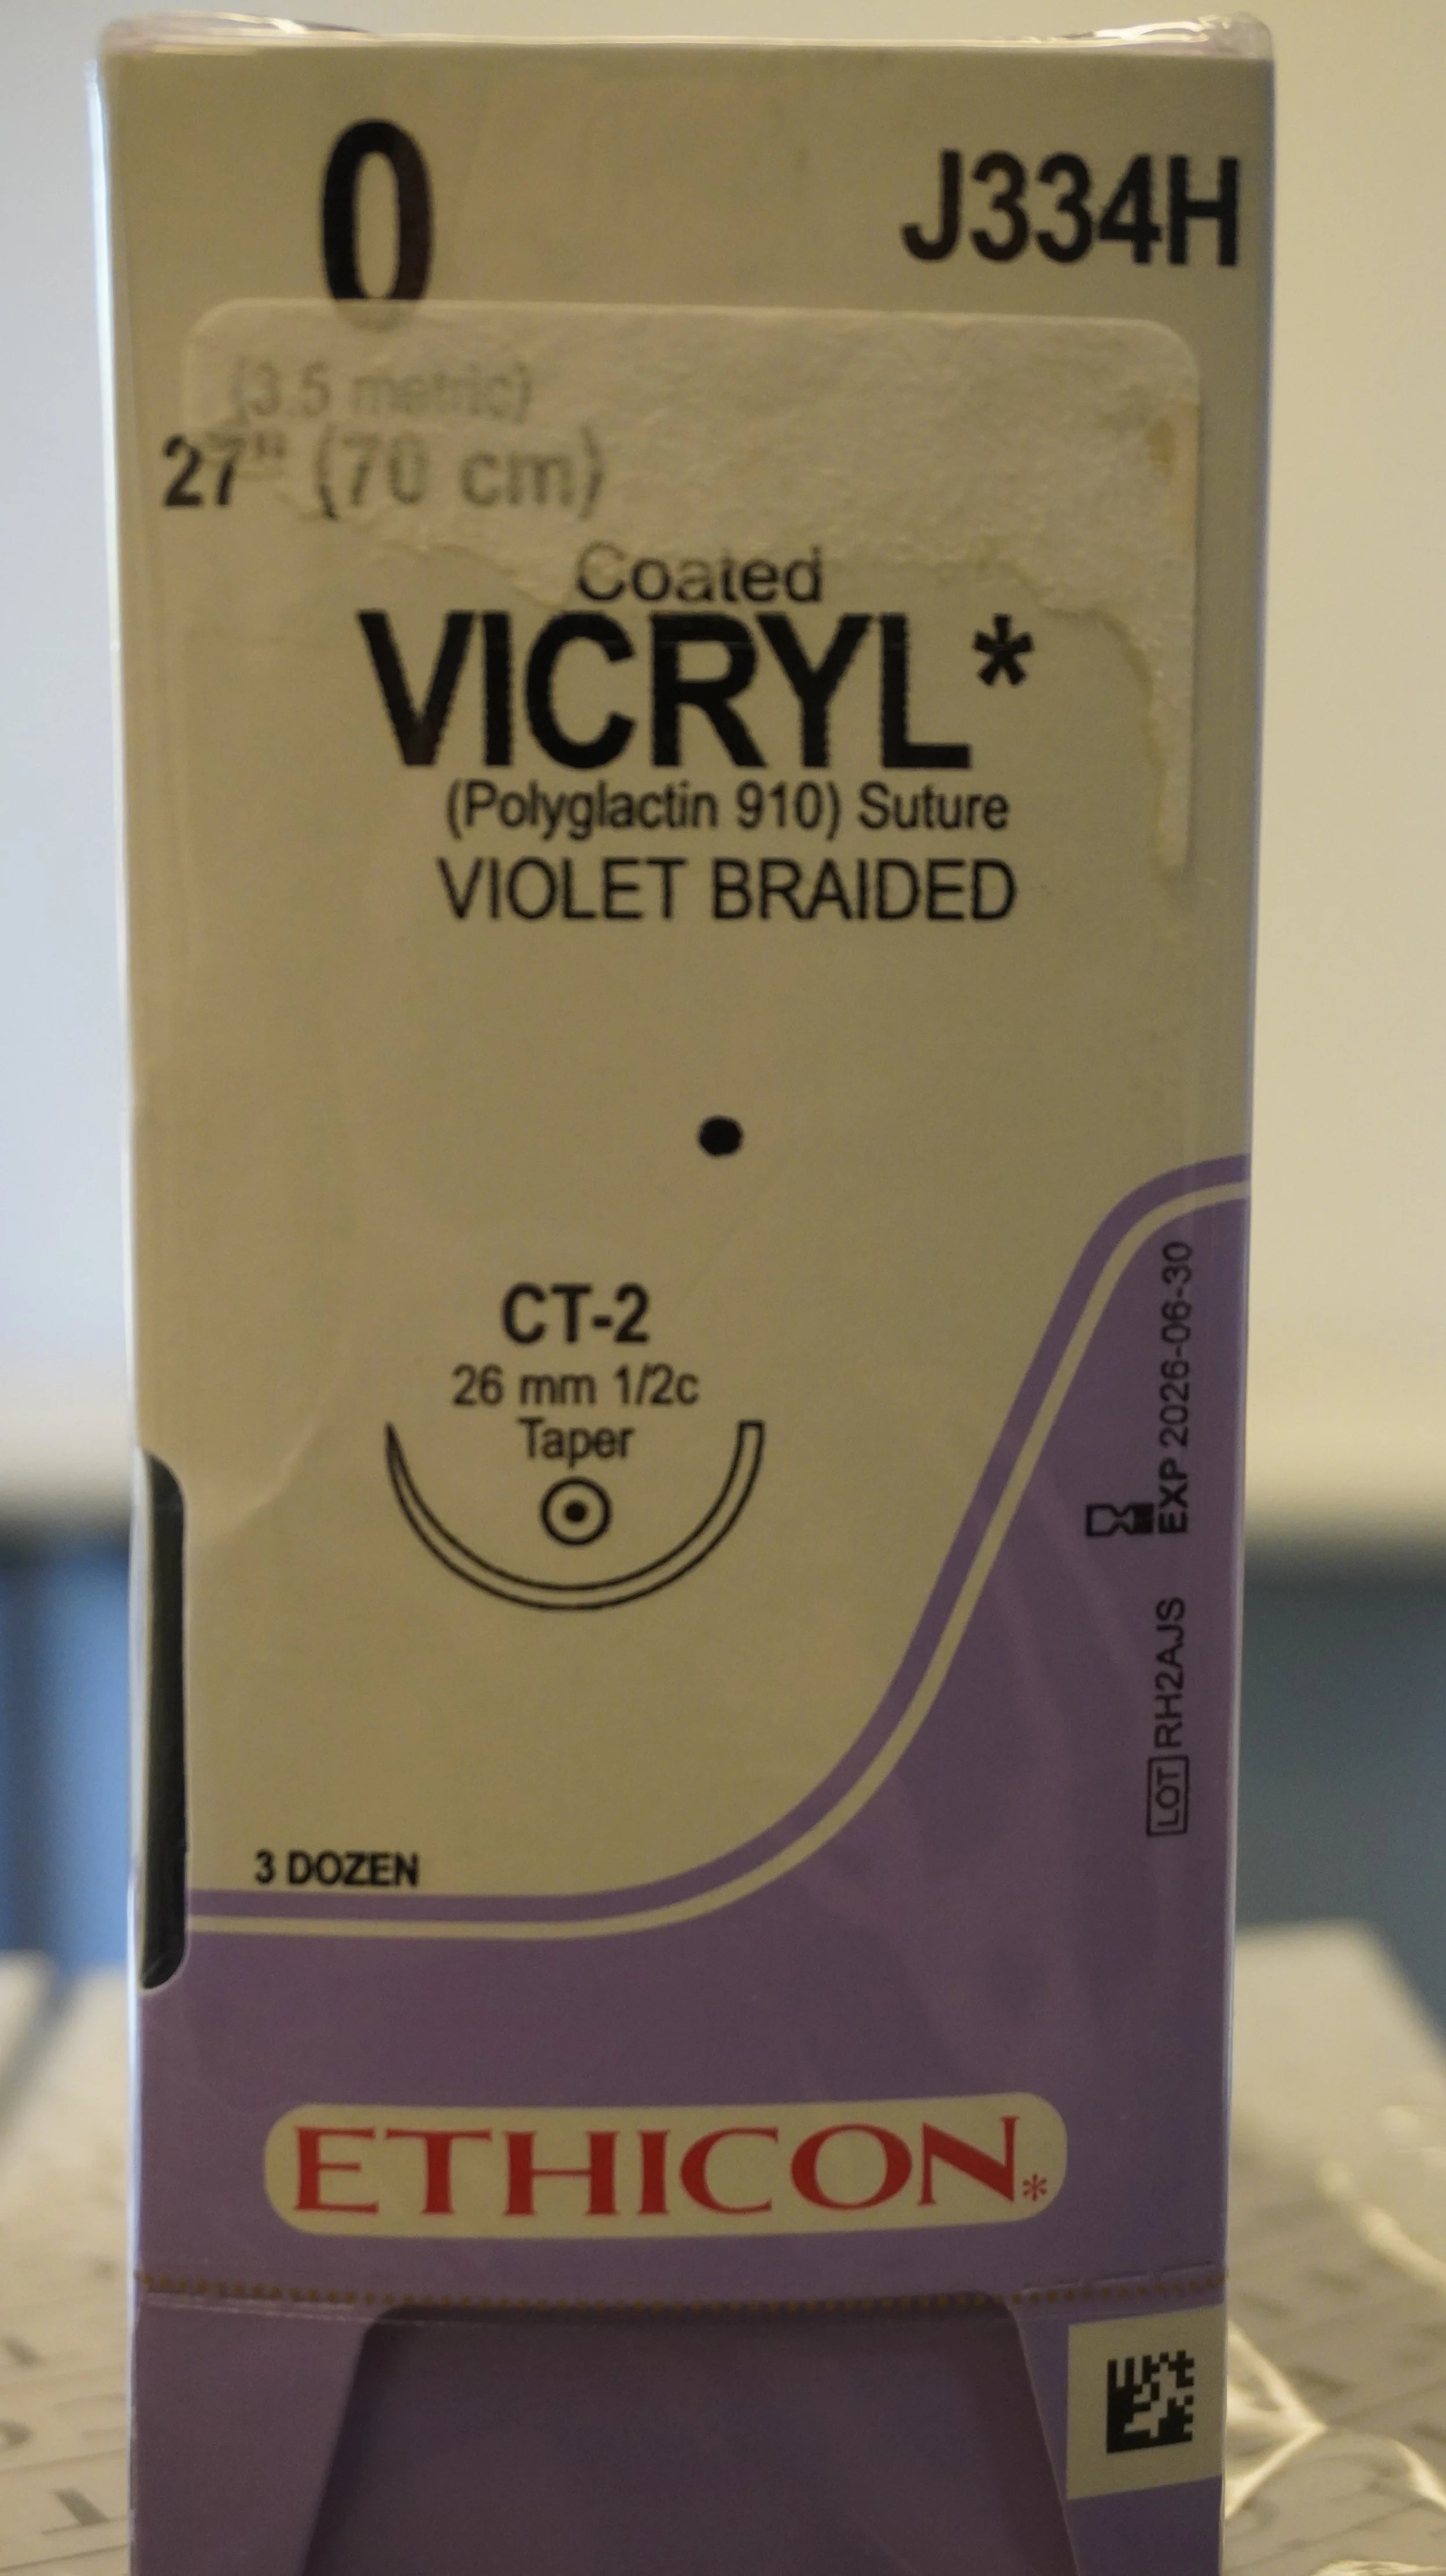 0
J334H
(3.5 metric)
27" (70 cm)
Coated
VICRYL*
(Polyglactin 910) Suture
VIOLET BRAIDED
CT-2
26 mm 1/2c
Taper
EXP 2026-06-30
LOT RH2AJS
3 DOZEN
ETHICON*